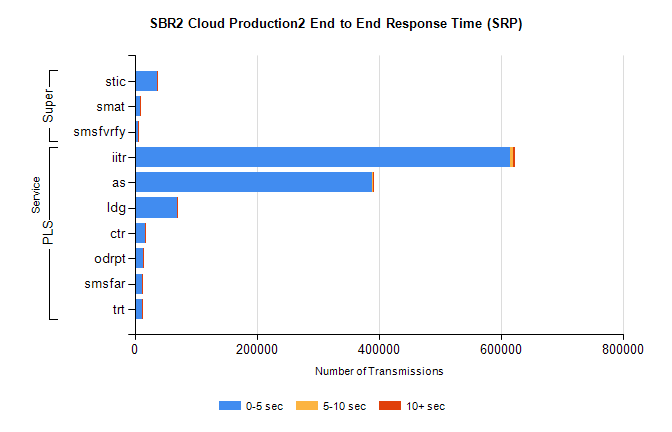 SBR2 Cloud Production2 End to End Response Time (SRP)
Super
stic
smat
smsfvrfy
Service
PLS
iitr
as
ldg
ctr
odrpt
smsfar
trt
0 200000 400000 600000 800000
Number of Transmissions
0-5 sec 5-10 sec 10+ sec